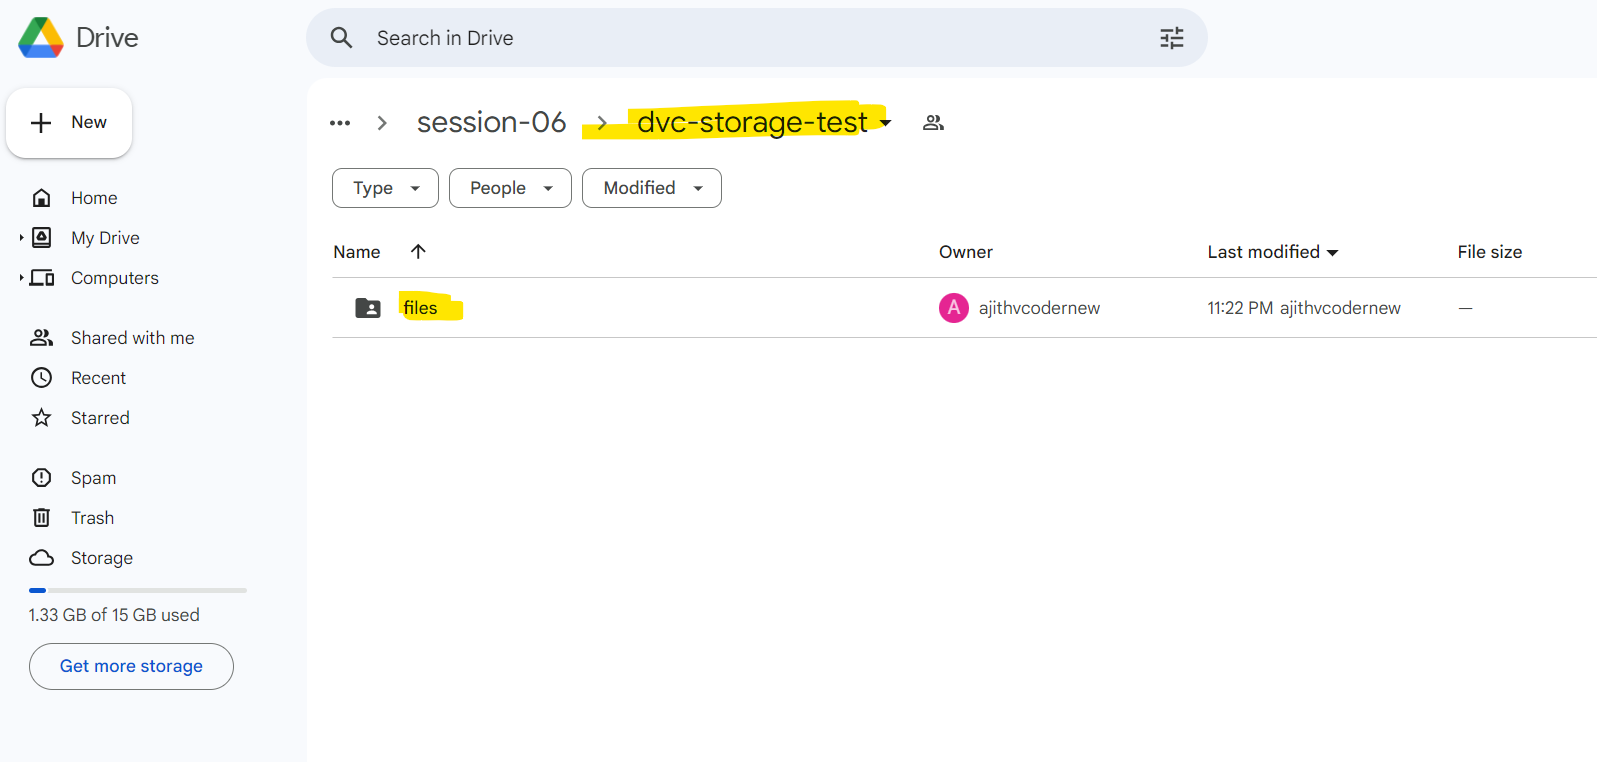 Drive
Search in Drive
New
... > session-06 > dvc-storage-test
Type People Modified
Home
My Drive
Computers
Shared with me
Recent
Starred
Spam
Trash
Storage
1.33 GB of 15 GB used
Get more storage
Name Owner Last modified File size
files A ajithvcodernew 11:22 PM ajithvcodernew —